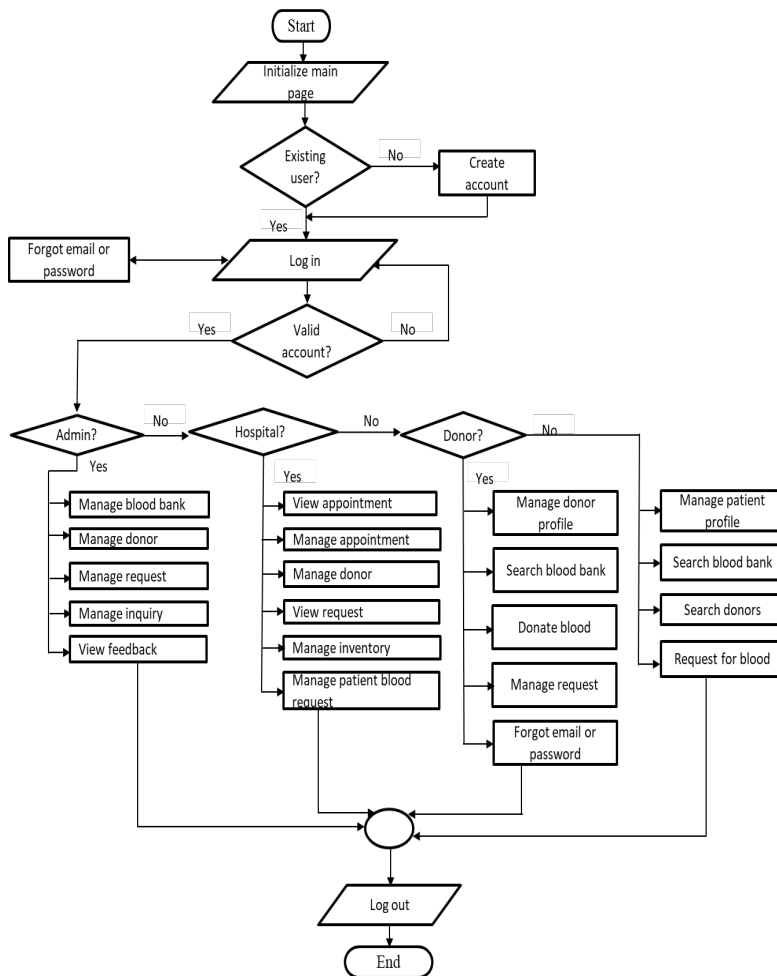 Start
Initialize main
page
Existing
user?
No
Create
account
Yes
Forgot email or
password
Log in
Yes
Valid
account?
No
Admin?
No
Hospital?
No
Donor?
No
Yes
Manage blood bank
Manage donor
Manage request
Manage inquiry
View feedback
Yes
View appointment
Manage appointment
Manage donor
View request
Manage inventory
Manage patient blood
request
Yes
Manage donor
profile
Search blood bank
Donate blood
Manage request
Forgot email or
password
Manage patient
profile
Search blood bank
Search donors
Request for blood
Log out
End